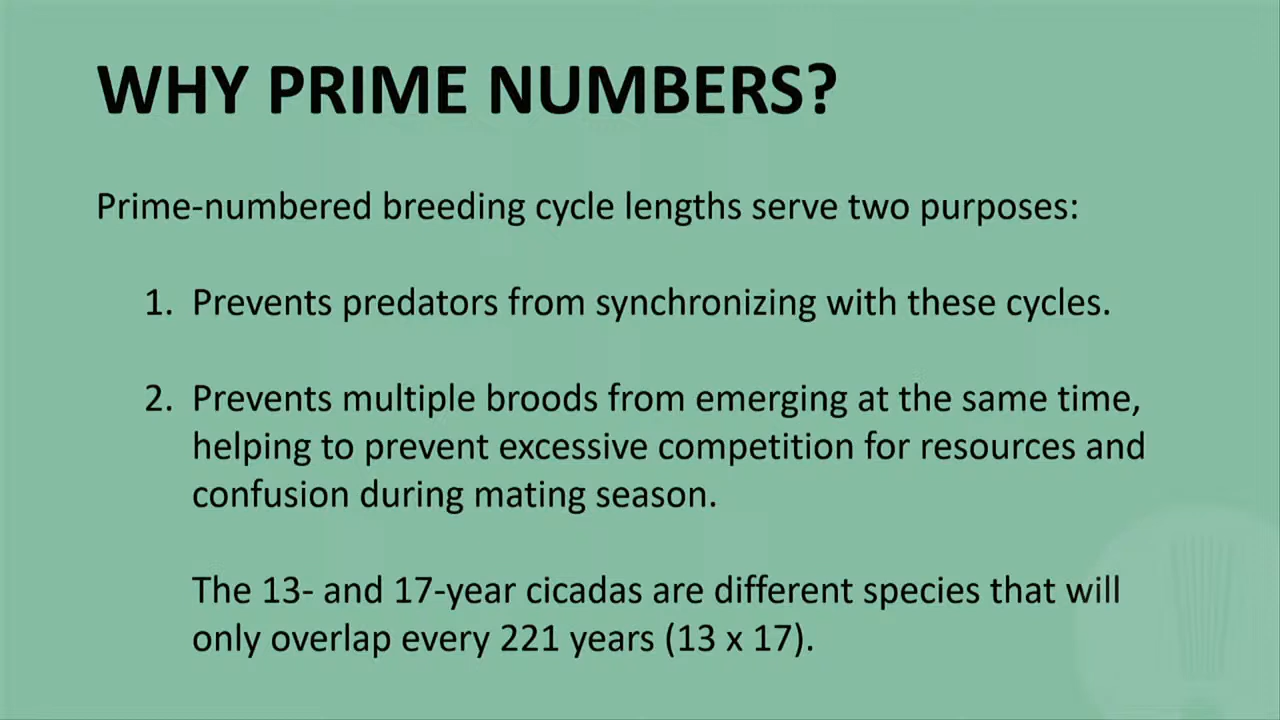 WHY PRIME NUMBERS?
Prime-numbered breeding cycle lengths serve two purposes:
1. Prevents predators from synchronizing with these cycles.
2. Prevents multiple broods from emerging at the same time,
helping to prevent excessive competition for resources and
confusion during mating season.
The 13- and 17-year cicadas are different species that will
only overlap every 221 years (13 x 17).